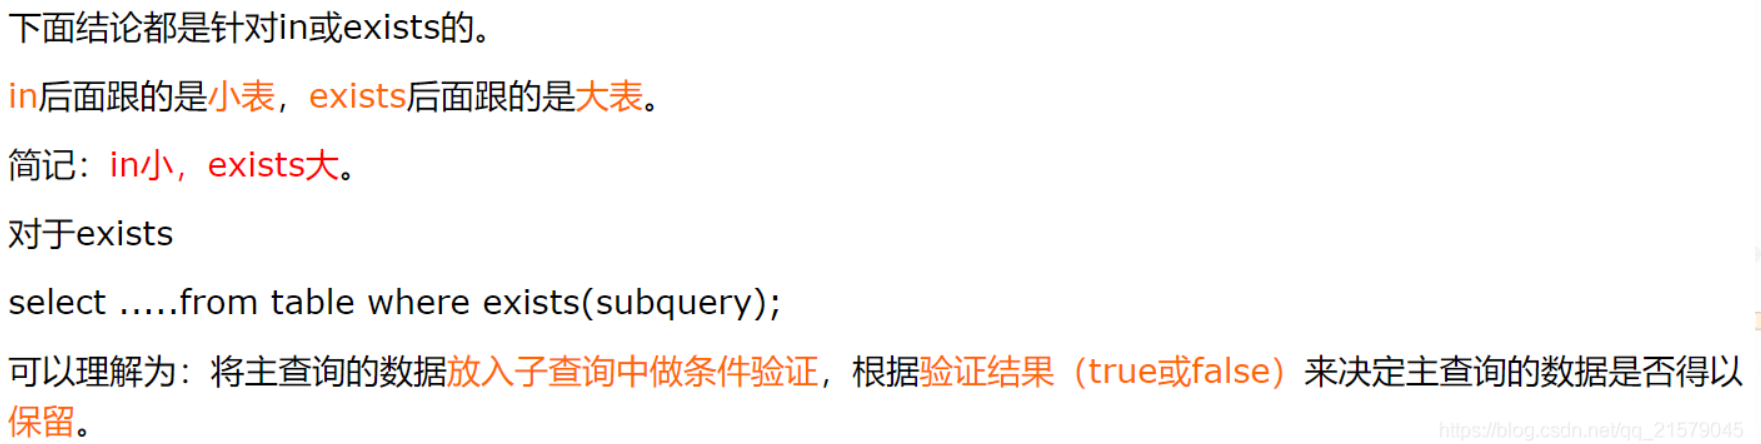 下面结论都是针对in或exists的。
in后面跟的是小表，exists后面跟的是大表。
简记：in小，exists大。
对于exists
select .....from table where exists(subquery);
可以理解为：将主查询的数据放入子查询中做条件验证，根据验证结果（true或false）来决定主查询的数据是否得以
保留。
https://blog.csdn.net/qq_21579045